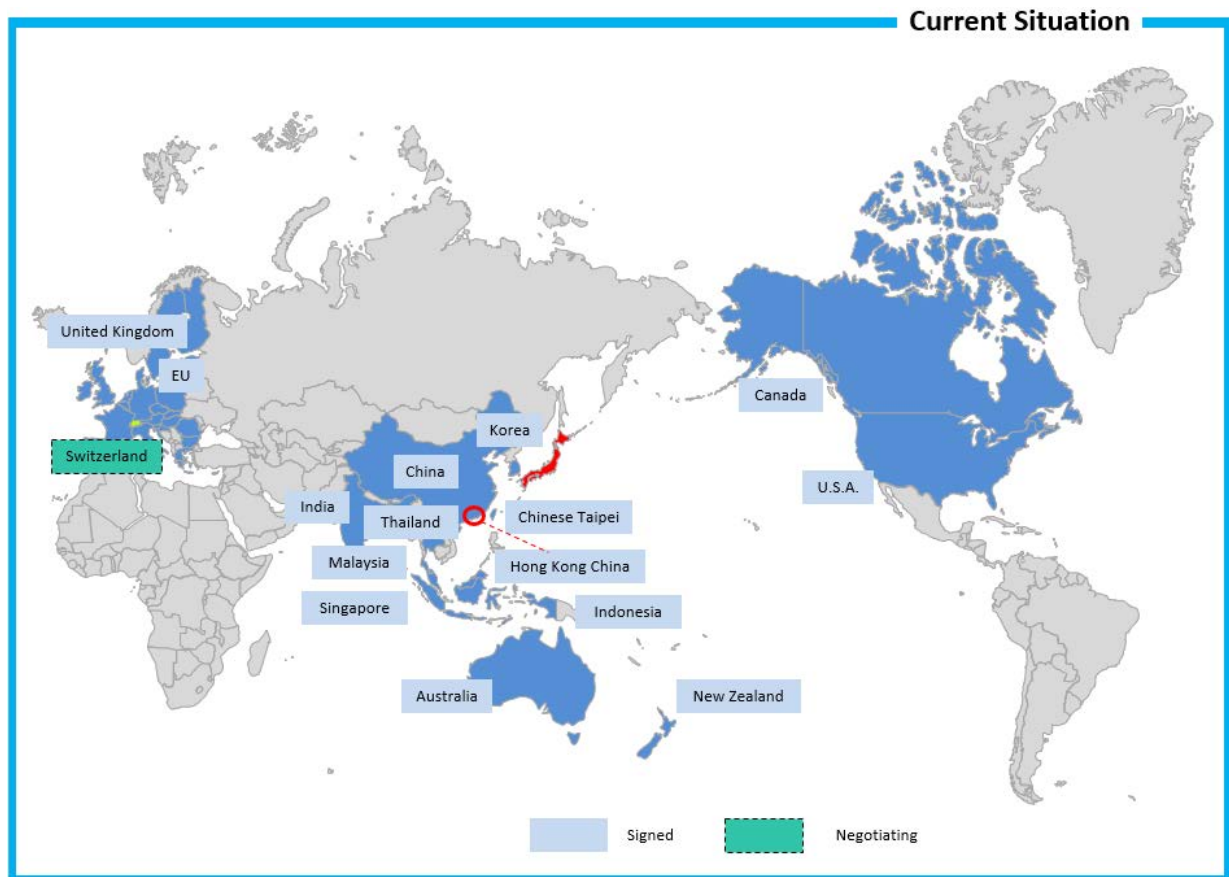 Current Situation
United Kingdom
EU
Canada
Korea
Switzerland
China
U.S.A.
India
Thailand
Chinese Taipei
Malaysia
Hong Kong China
Singapore
Indonesia
Australia
New Zealand
Signed
Negotiating